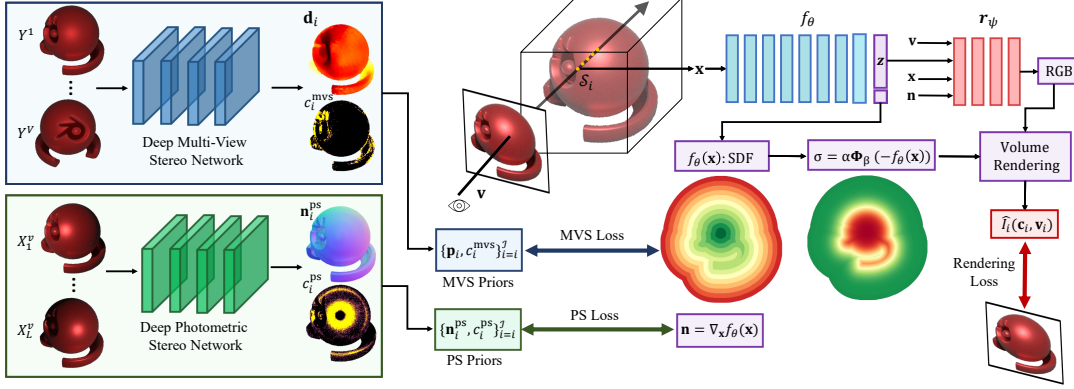 Y¹
⋮
Y^V
Deep Multi-View
Stereo Network
d_i
c_i^mvs
X_1^v
⋮
X_L^v
Deep Photometric
Stereo Network
n_i^ps
c_i^ps
S_i
v
x
f_θ
z
v
x
n
r_ψ
RGB
f_θ(x): SDF
σ = αΦ_β (−f_θ(x))
Volume
Rendering
Î_i(c_i, v_i)
Rendering
Loss
{p_i, c_i^mvs}_{i=i}^𝒥
MVS Priors
MVS Loss
{n_i^ps, c_i^ps}_{i=i}^𝒥
PS Priors
PS Loss
n = ∇_x f_θ(x)